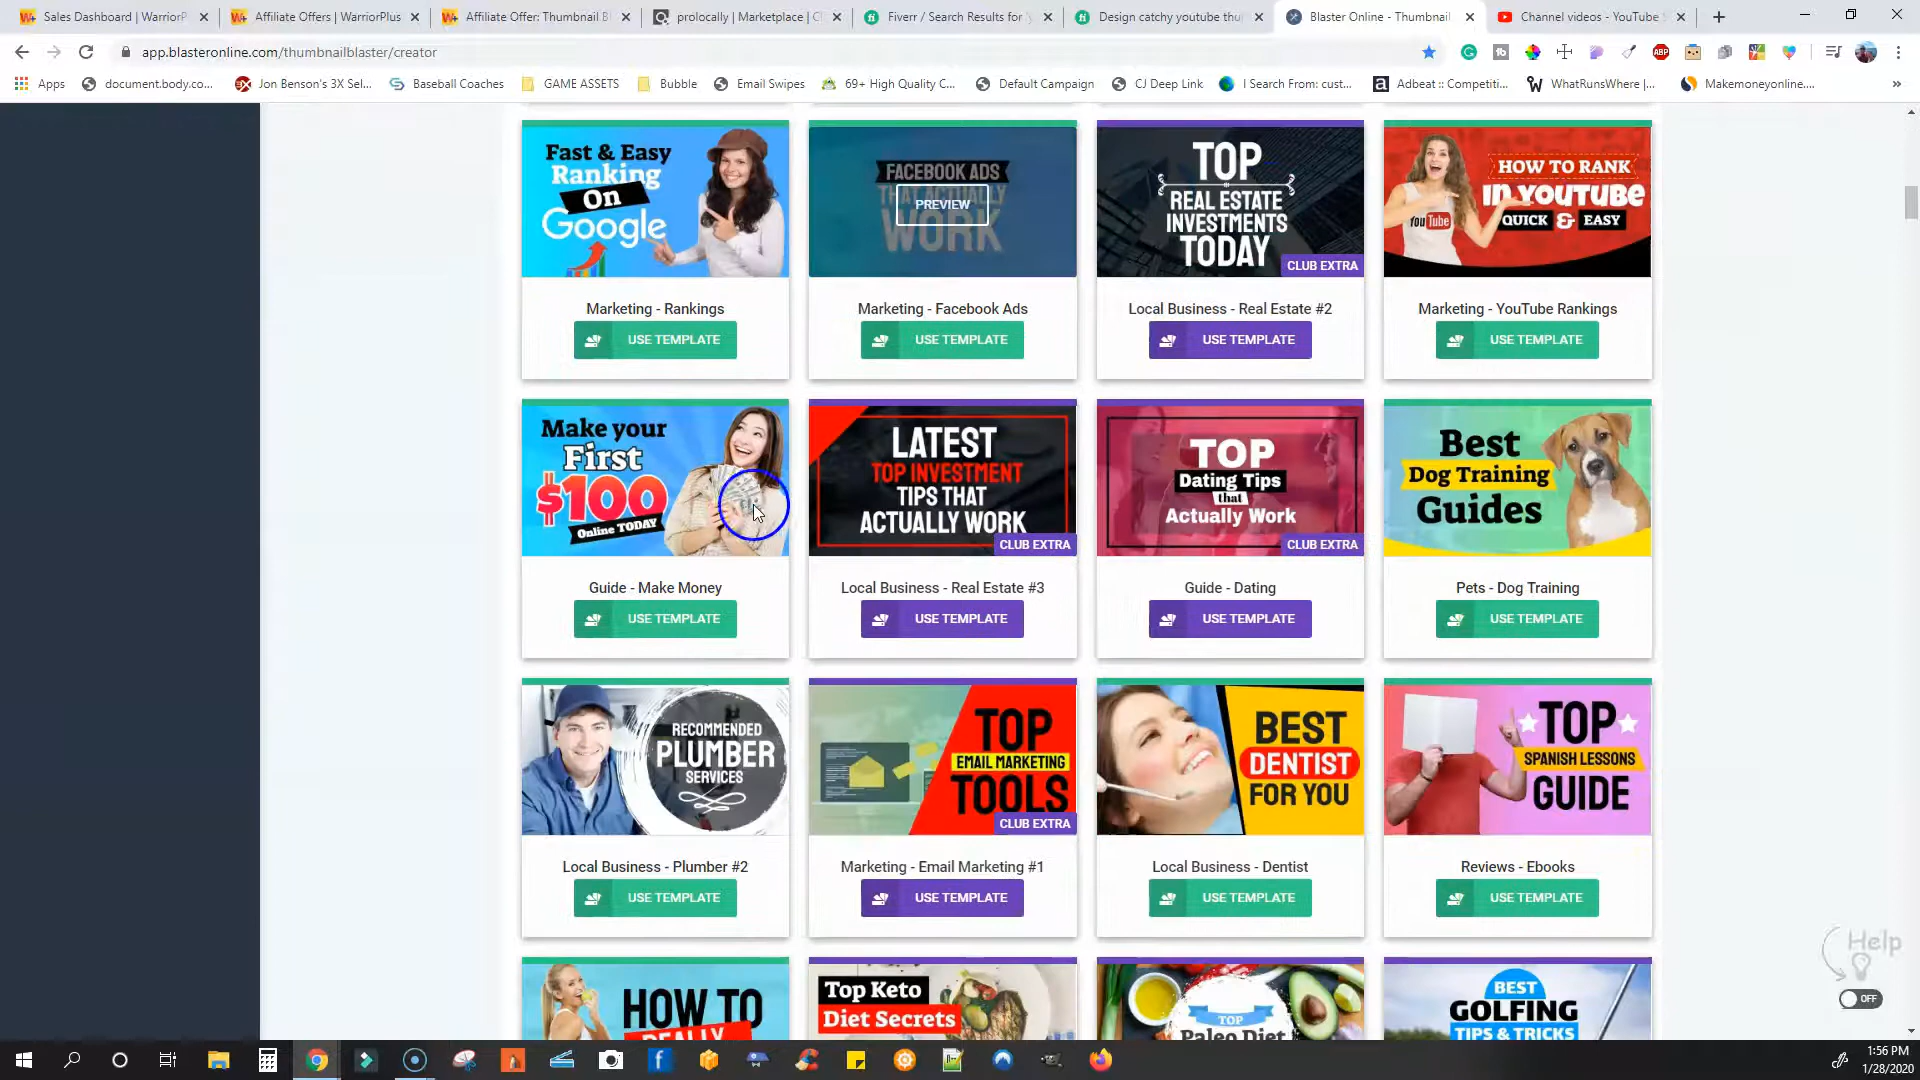 Sales Dashboard | WarriorP
Affiliate Offers | WarriorPlus
Affiliate Offer: Thumbnail B
prolocally | Marketplace | C
Fiverr / Search Results for 'y
Design catchy youtube thu
Blaster Online - Thumbnail
Channel videos - YouTube S
app.blasteronline.com/thumbnailblaster/creator
Apps
document.body.co...
Jon Benson's 3X Sel...
Baseball Coaches
GAME ASSETS
Bubble
Email Swipes
69+ High Quality C...
Default Campaign
CJ Deep Link
I Search From: cust...
Adbeat :: Competiti...
WhatRunsWhere |...
Makemoneyonline....
Fast & Easy
Ranking
On
Google
FACEBOOK ADS
THAT ACTUALLY
WORK
PREVIEW
TOP
REAL ESTATE
INVESTMENTS
TODAY
CLUB EXTRA
HOW TO RANK
IN YOUTUBE
QUICK & EASY
YouTube
Marketing - Rankings
Marketing - Facebook Ads
Local Business - Real Estate #2
Marketing - YouTube Rankings
USE TEMPLATE
USE TEMPLATE
USE TEMPLATE
USE TEMPLATE
Make your
First
$100
Online TODAY
LATEST
TOP INVESTMENT
TIPS THAT
ACTUALLY WORK
CLUB EXTRA
TOP
Dating Tips
that
Actually Work
CLUB EXTRA
Best
Dog Training
Guides
Guide - Make Money
Local Business - Real Estate #3
Guide - Dating
Pets - Dog Training
USE TEMPLATE
USE TEMPLATE
USE TEMPLATE
USE TEMPLATE
RECOMMENDED
PLUMBER
SERVICES
TOP
EMAIL MARKETING
TOOLS
CLUB EXTRA
BEST
DENTIST
FOR YOU
TOP
SPANISH LESSONS
GUIDE
Local Business - Plumber #2
Marketing - Email Marketing #1
Local Business - Dentist
Reviews - Ebooks
USE TEMPLATE
USE TEMPLATE
USE TEMPLATE
USE TEMPLATE
HOW TO
REALLY
Top Keto
Diet Secrets
TOP
Paleo Diet
BEST
GOLFING
TIPS & TRICKS
Help
OFF
1:56 PM
1/28/2020